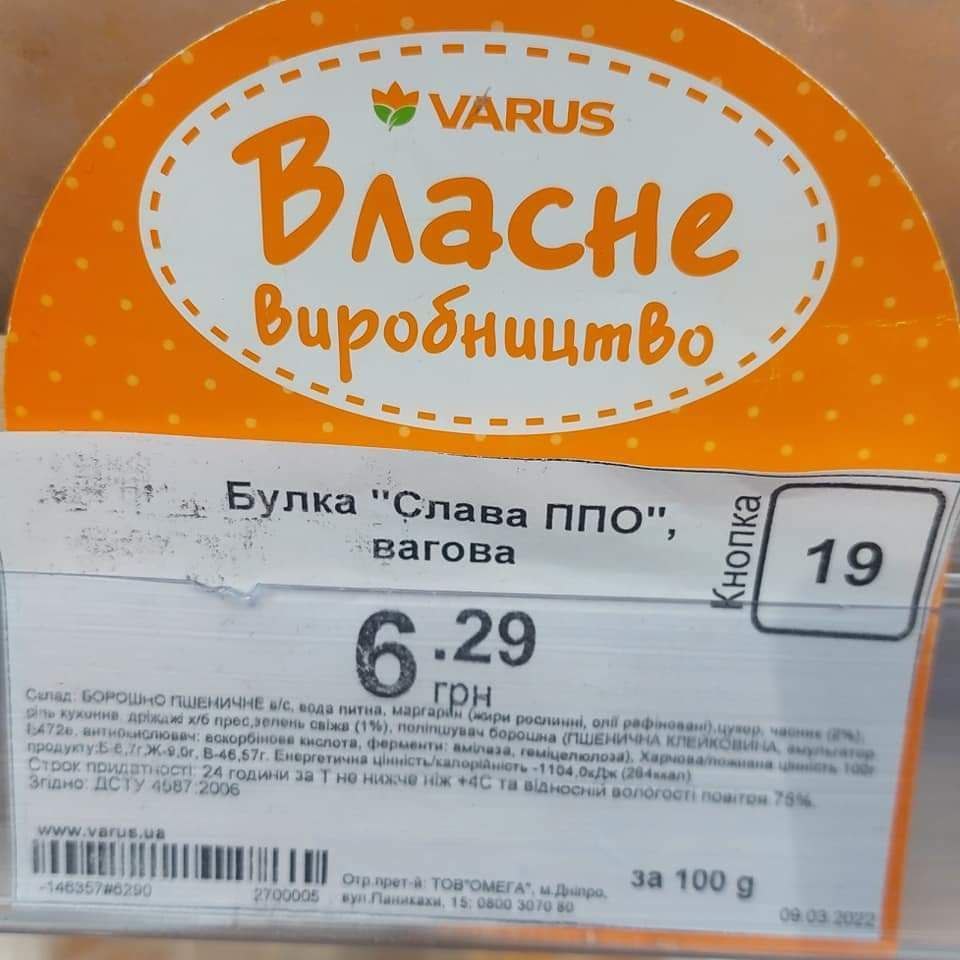 VARUS
Власне
виробництво
Булка "Слава ППО",
вагова
Кнопка
19
6.29
грн
Склад: БОРОШНО ПШЕНИЧНЕ в/с, вода питна, маргарин (жири рослинні, олії рафіновані), цукор, часник (2%),
сіль кухонна, дріжджі х/б прес, зелень свіжа (1%), поліпшувач борошна (ПШЕНИЧНА КЛЕЙКОВИНА, эмульгатор
Е472е, антиокислювач: аскорбінова кислота, ферменти: амілаза, геміцелюлоза). Харчова/поживна цінність 100г
продукту:Б-6,7г,Ж-9,0г, В-46,57г. Енергетична цінність/калорійність -1104,0кДж (264ккал)
Строк придатності: 24 години за Т не нижче ніж +4С та відносній вологості повітря 75%.
Згідно: ДСТУ 4587:2006
www.varus.ua
-146357#6290
2700005
Отр.прет-й: ТОВ"ОМЕГА", м.Дніпро,
вул.Паникахи, 15; 0800 3070 80
за 100 g
09.03.2022